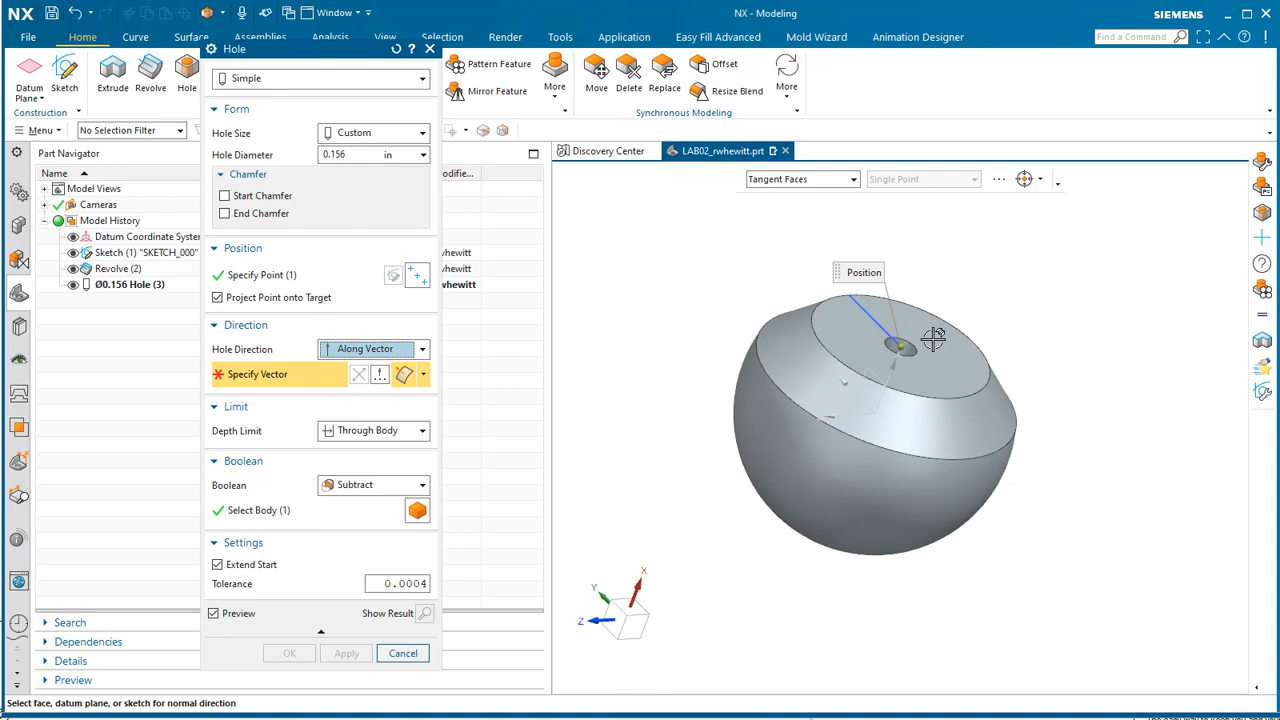 NX
Window
NX - Modeling
SIEMENS
File Home Curve Surface Assemblies Analysis View Selection Render Tools Application Easy Fill Advanced Mold Wizard Animation Designer
Find a Command
Hole
Datum
Plane
Sketch
Extrude
Revolve
Hole
Pattern Feature
Mirror Feature
More
Move
Delete
Replace
Offset
Resize Blend
More
Construction
Synchronous Modeling
Menu
No Selection Filter
Part Navigator
Name
Model Views
Cameras
Model History
Datum Coordinate System
Sketch (1) "SKETCH_000"
Revolve (2)
Ø0.156 Hole (3)
odifie...
whewitt
whewitt
whewitt
Simple
Form
Hole Size
Custom
Hole Diameter
0.156
in
Chamfer
Start Chamfer
End Chamfer
Position
Specify Point (1)
Project Point onto Target
Direction
Hole Direction
Along Vector
Specify Vector
Limit
Depth Limit
Through Body
Boolean
Boolean
Subtract
Select Body (1)
Settings
Extend Start
Tolerance
0.0004
Preview
Show Result
OK
Apply
Cancel
Search
Dependencies
Details
Preview
Discovery Center
LAB02_rwhewitt.prt
Tangent Faces
Single Point
Position
X
Y
Z
Select face, datum plane, or sketch for normal direction